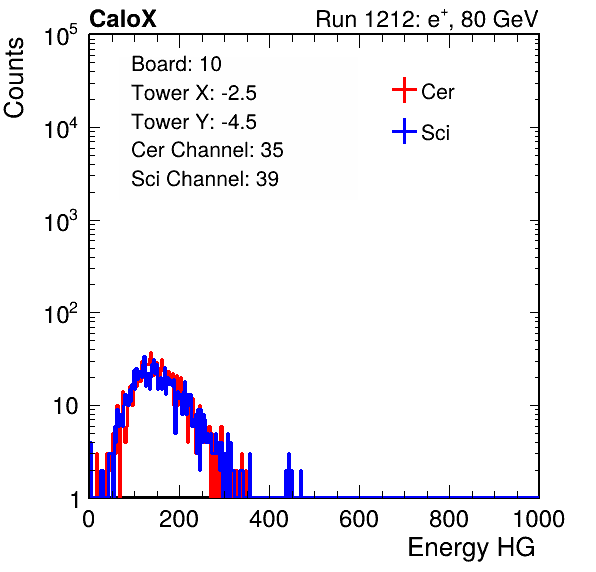 CaloX Run 1212: e⁺, 80 GeV
Counts
Board: 10
Tower X: -2.5
Tower Y: -4.5
Cer Channel: 35
Sci Channel: 39
Cer
Sci
10⁵
10⁴
10³
10²
10
1
0 200 400 600 800 1000
Energy HG